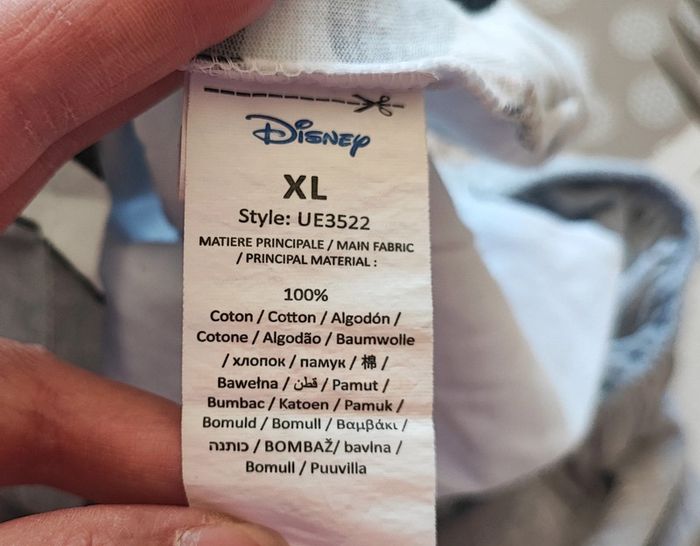 Disney
XL
Style: UE3522
MATIERE PRINCIPALE / MAIN FABRIC
/ PRINCIPAL MATERIAL :
100%
Coton / Cotton / Algodón /
Cotone / Algodão / Baumwolle
/ хлопок / памук / 棉 /
Bawełna / قطن / Pamut /
Bumbac / Katoen / Pamuk /
Bomuld / Bomull / Βαμβάκι /
כותנה / BOMBAŽ/ bavlna /
Bomull / Puuvilla